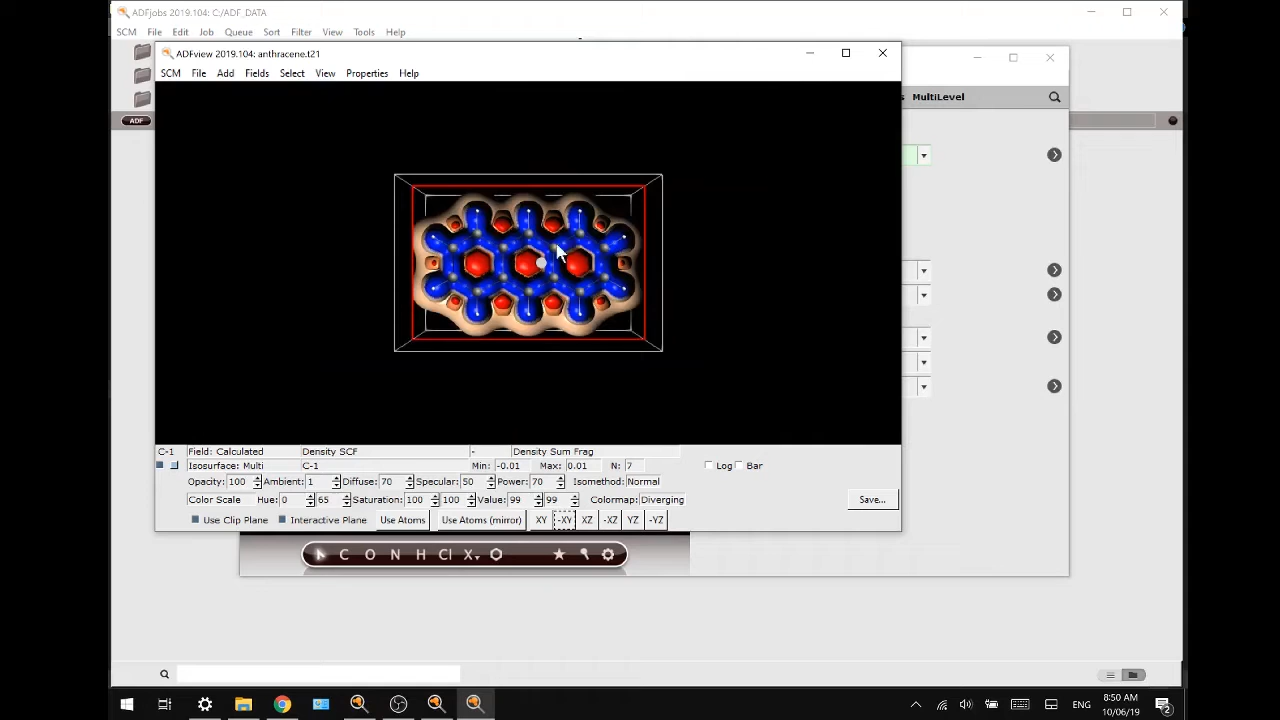 ADFjobs 2019.104: C:/ADF_DATA
SCM File Edit Job Queue Sort Filter View Tools Help
ADFview 2019.104: anthracene.t21
SCM File Add Fields Select View Properties Help
MultiLevel
ADF
C-1 Field: Calculated Density SCF - Density Sum Frag
Isosurface: Multi C-1 Min: -0.01 Max: 0.01 N: 7 Log Bar
Opacity: 100 Ambient: 1 Diffuse: 70 Specular: 50 Power: 70 Isomethod: Normal
Color Scale Hue: 0 65 Saturation: 100 100 Value: 99 99 Colormap: Diverging Save...
Use Clip Plane Interactive Plane Use Atoms Use Atoms (mirror) XY -XY XZ -XZ YZ -YZ
C O N H Cl X
8:50 AM
ENG
10/06/19
2